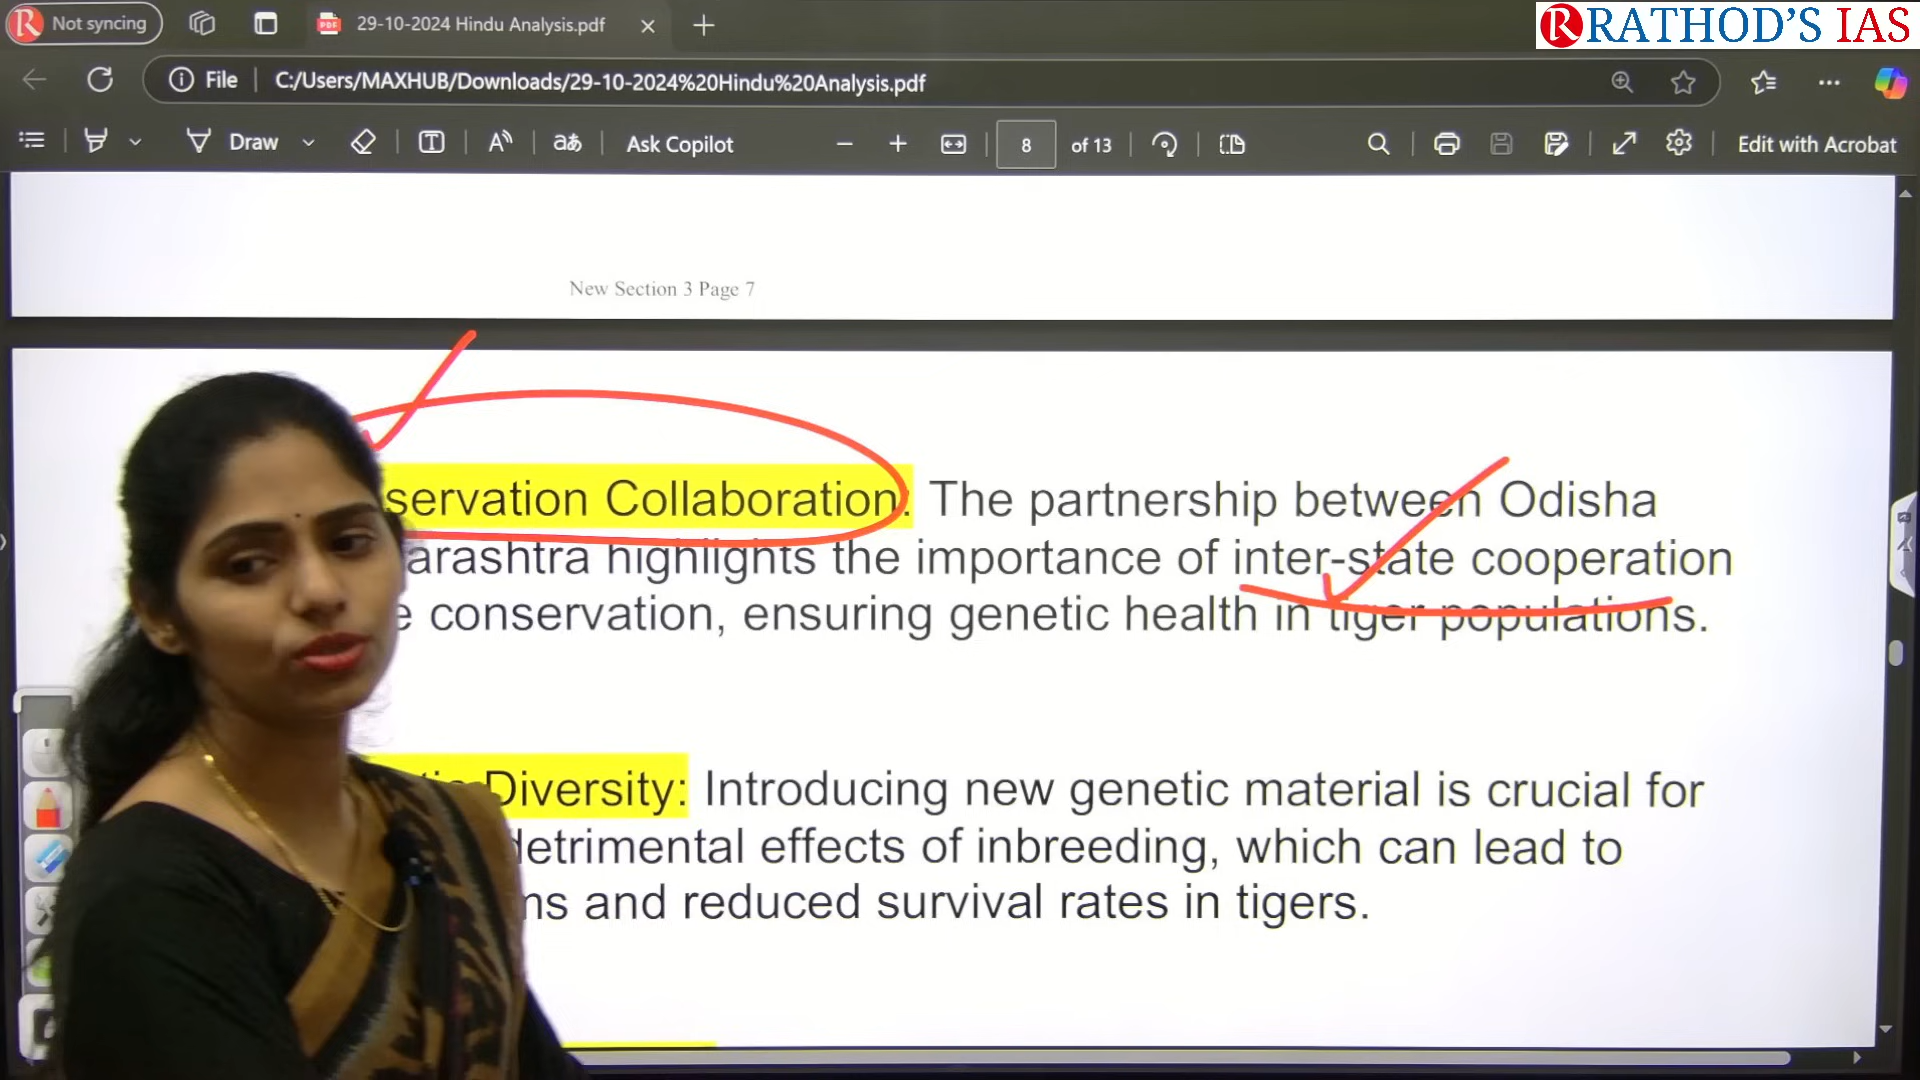 R Not syncing
29-10-2024 Hindu Analysis.pdf
R RATHOD'S IAS
File
C:/Users/MAXHUB/Downloads/29-10-2024%20Hindu%20Analysis.pdf
Draw
Ask Copilot
8 of 13
Edit with Acrobat
New Section 3 Page 7
servation Collaboration: The partnership between Odisha
arashtra highlights the importance of inter-state cooperation
e conservation, ensuring genetic health in tiger populations.
Diversity: Introducing new genetic material is crucial for
detrimental effects of inbreeding, which can lead to
ms and reduced survival rates in tigers.